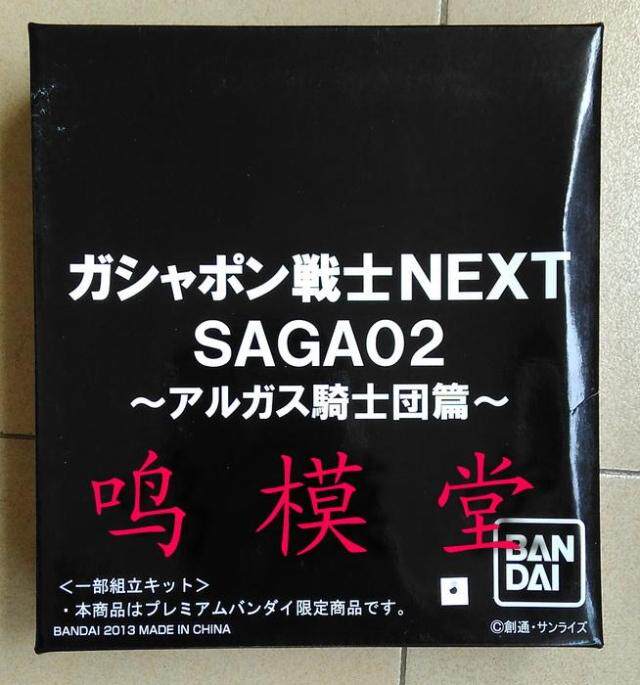 ガシャポン戦士NEXT
SAGA02
～アルガス騎士団篇～
鸣模堂
BAN
DAI
＜一部組立キット＞
・本商品はプレミアムバンダイ限定商品です。
BANDAI 2013 MADE IN CHINA
©創通・サンライズ